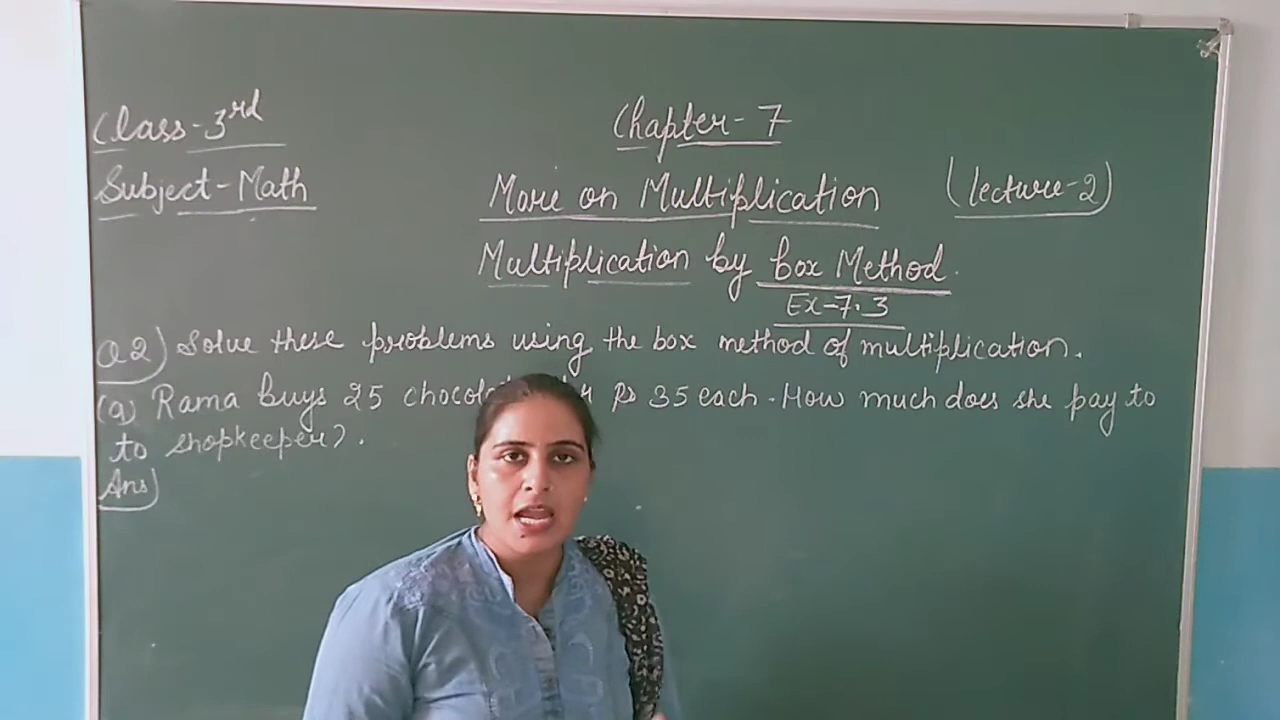 Class-3rd
Chapter-7
Subject-Math
More on Multiplication
(lecture-2)
Multiplication by box Method.
Ex-7.3
Q2) Solve these problems using the box method of multiplication.
(a) Rama buys 25 Rs 35 each. How much does she pay to
to shopkeeper?.
Ans)